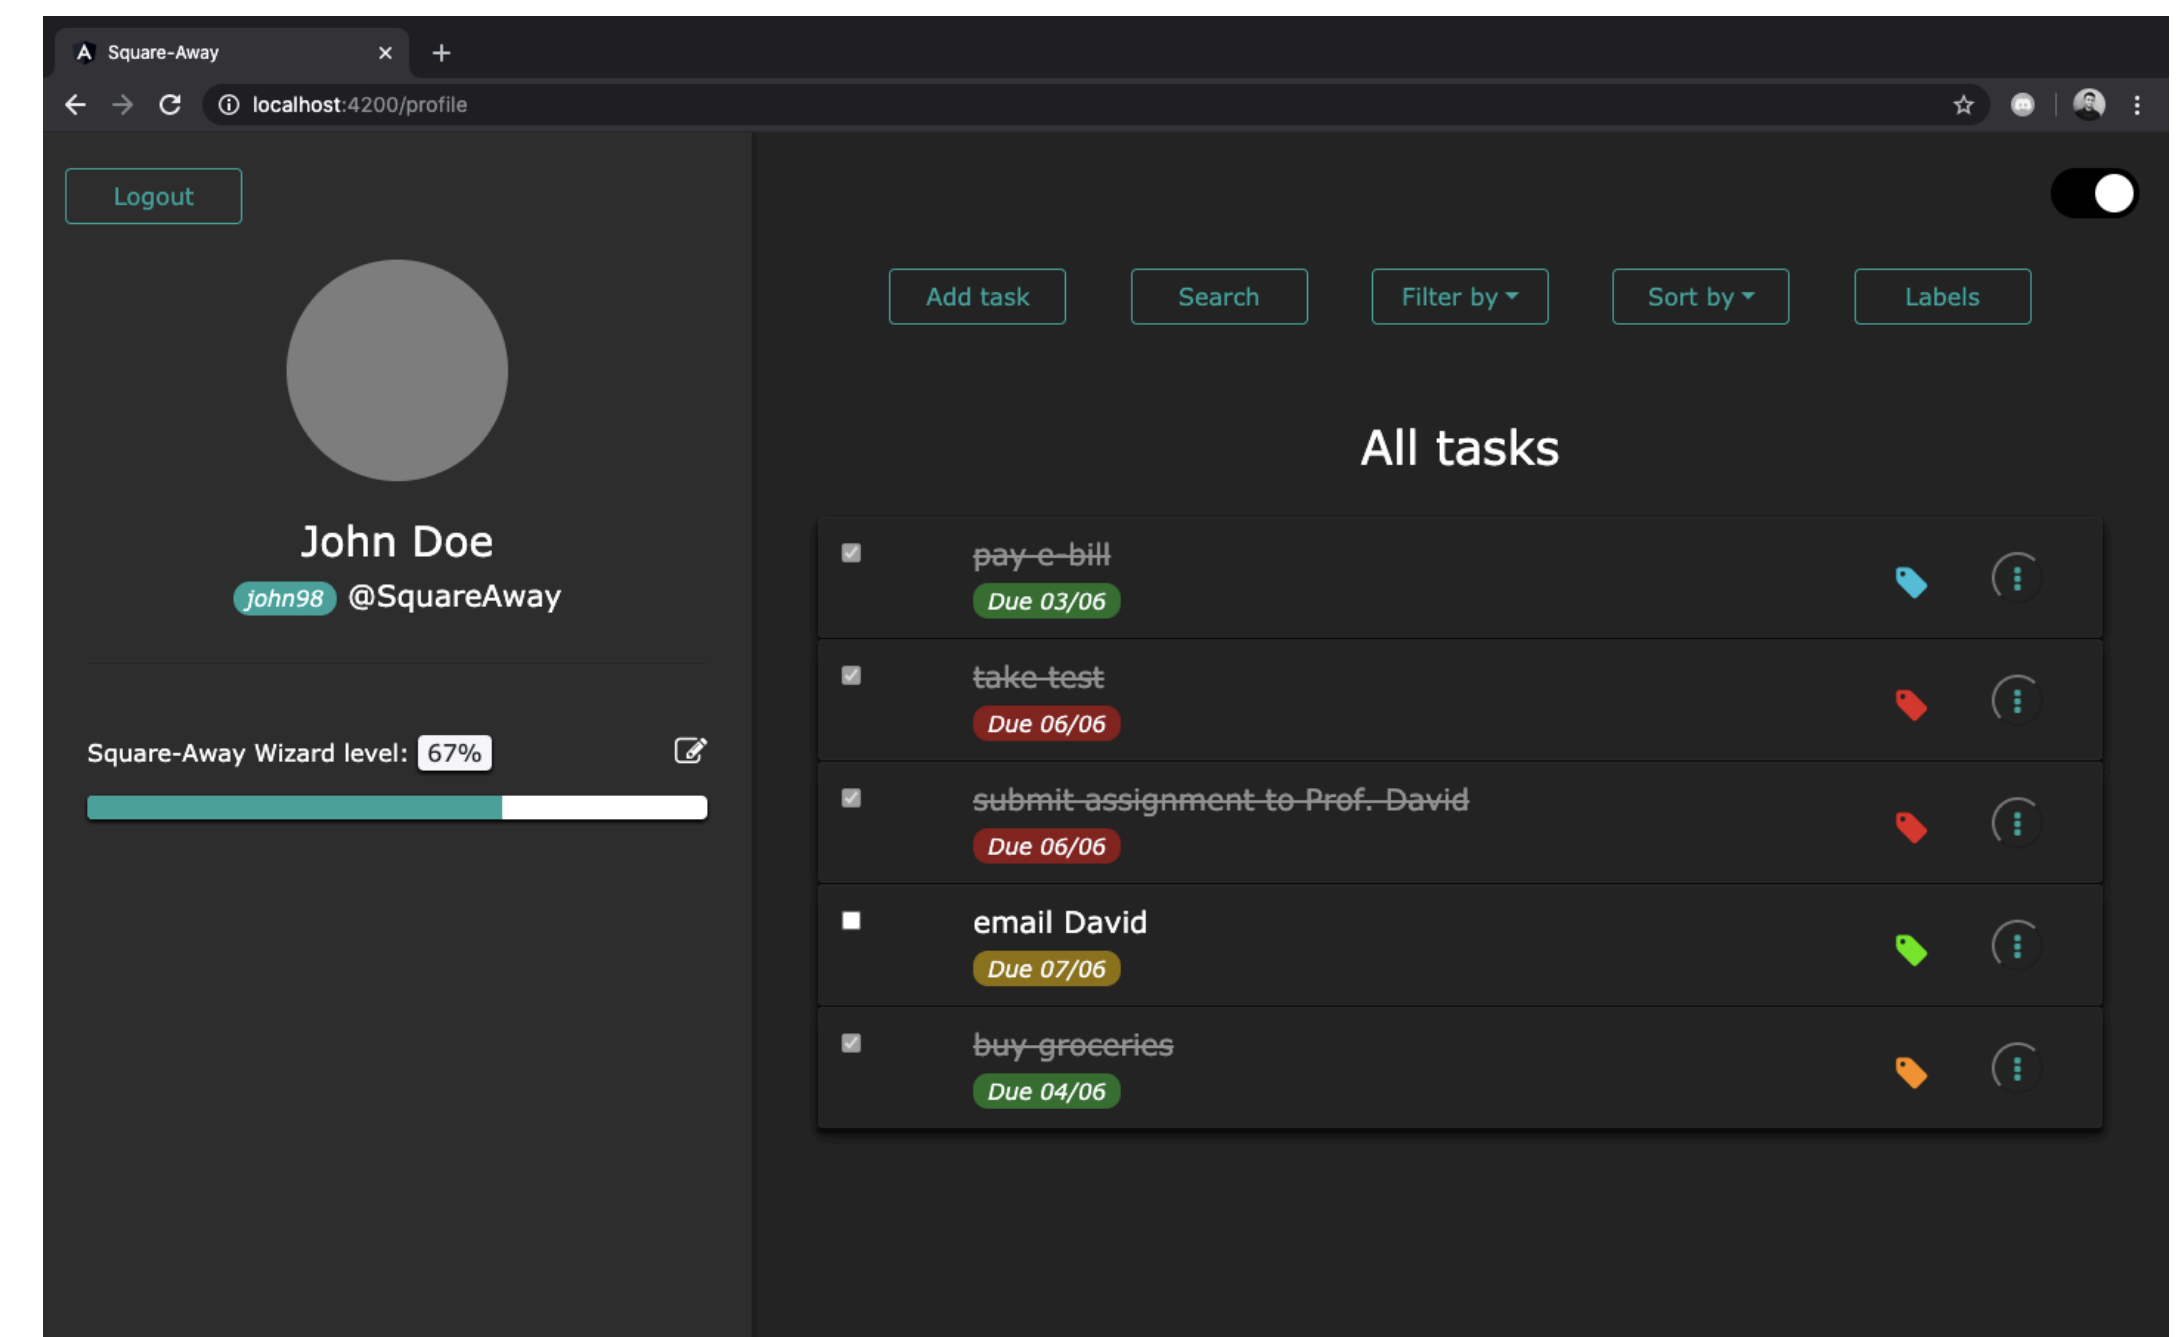 Square-Away
localhost:4200/profile
Logout
John Doe
john98 @SquareAway
Square-Away Wizard level: 67%
Add task Search Filter by Sort by Labels
All tasks
pay e-bill
Due 03/06
take test
Due 06/06
submit assignment to Prof. David
Due 06/06
email David
Due 07/06
buy groceries
Due 04/06